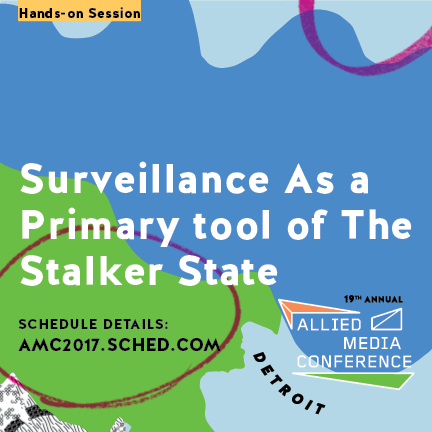 Hands-on Session
Surveillance As a
Primary tool of The
Stalker State
19TH ANNUAL
SCHEDULE DETAILS:
AMC2017.SCHED.COM
ALLIED
MEDIA
CONFERENCE
DETROIT